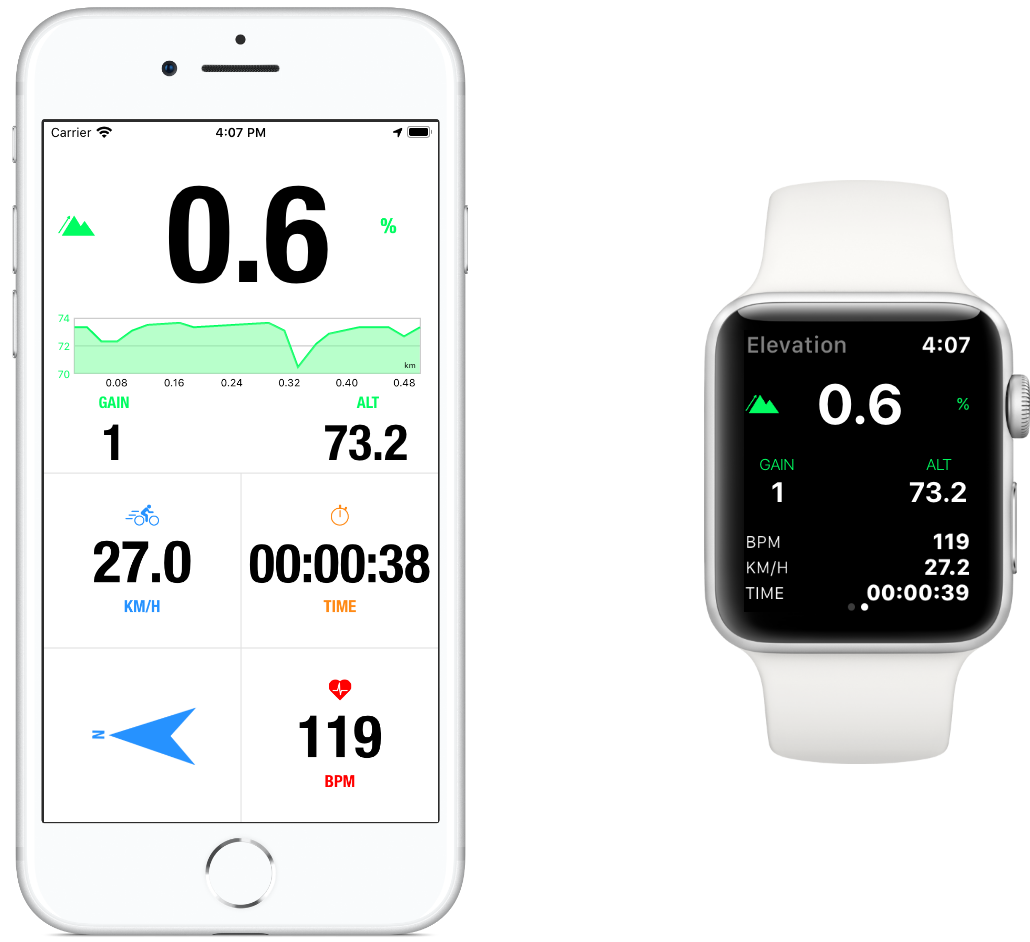 Carrier 4:07 PM
0.6 %
74
72
70
km
0.08 0.16 0.24 0.32 0.40 0.48
GAIN ALT
1 73.2
27.0 00:00:38
KM/H TIME
N
119
BPM
Elevation 4:07
0.6 %
GAIN ALT
1 73.2
BPM 119
KM/H 27.2
TIME 00:00:39